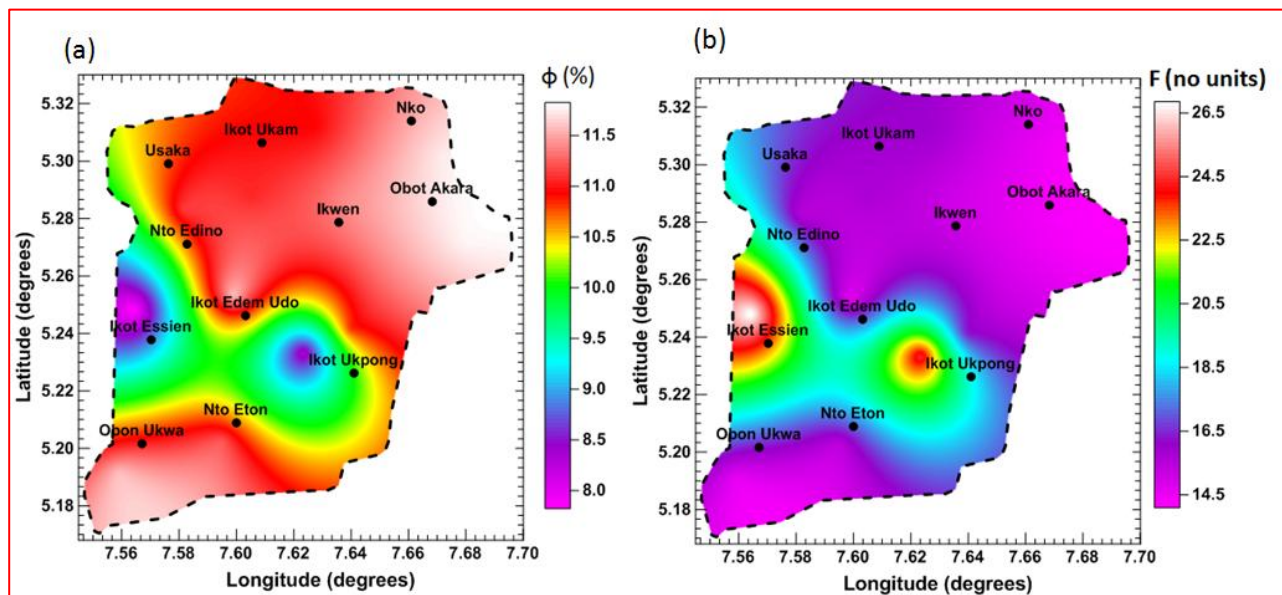 (a)
ϕ (%)
5.32
5.30
5.28
5.26
5.24
5.22
5.20
5.18
Latitude (degrees)
Nko
Ikot Ukam
Usaka
Obot Akara
Ikwen
Nto Edino
Ikot Edem Udo
Ikot Essien
Ikot Ukpong
Nto Eton
Opon Ukwa
11.5
11.0
10.5
10.0
9.5
9.0
8.5
8.0
7.56 7.58 7.60 7.62 7.64 7.66 7.68 7.70
Longitude (degrees)
(b)
F (no units)
5.32
5.30
5.28
5.26
5.24
5.22
5.20
5.18
Latitude (degrees)
Nko
Ikot Ukam
Usaka
Obot Akara
Ikwen
Nto Edino
Ikot Edem Udo
Ikot Essien
Ikot Ukpong
Nto Eton
Opon Ukwa
26.5
24.5
22.5
20.5
18.5
16.5
14.5
7.56 7.58 7.60 7.62 7.64 7.66 7.68 7.70
Longitude (degrees)